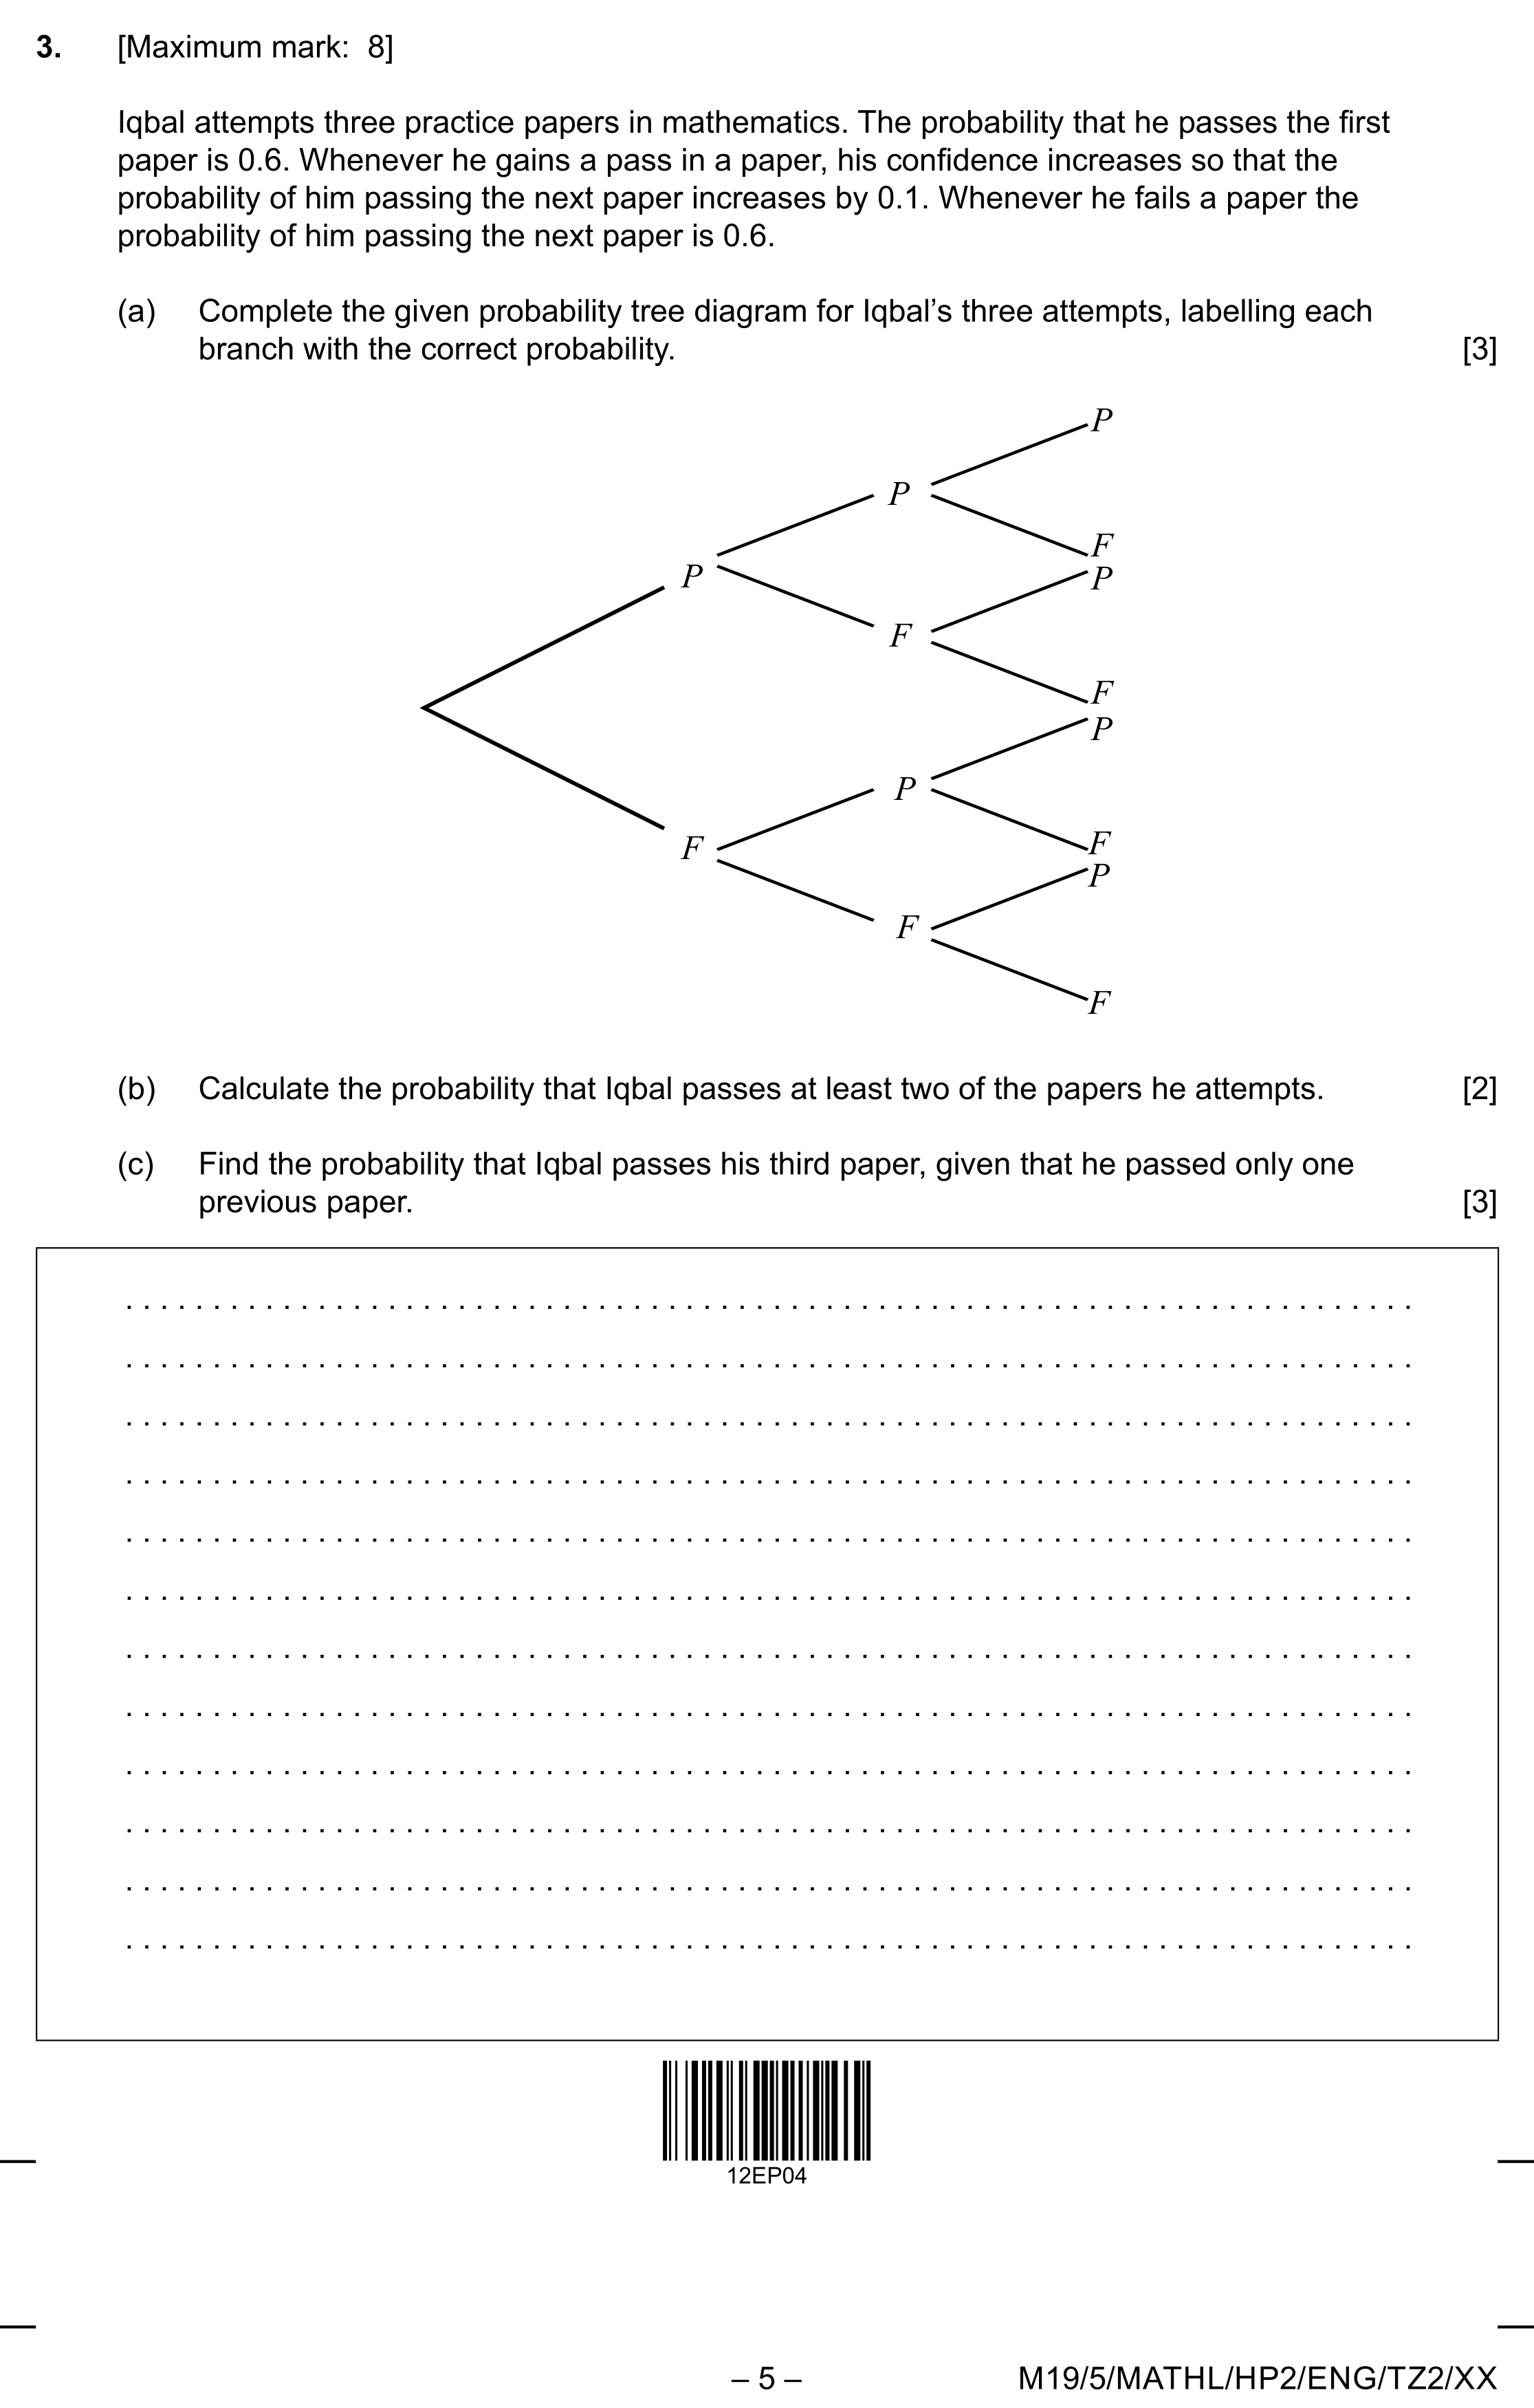 3. [Maximum mark: 8]
Iqbal attempts three practice papers in mathematics. The probability that he passes the first
paper is 0.6. Whenever he gains a pass in a paper, his confidence increases so that the
probability of him passing the next paper increases by 0.1. Whenever he fails a paper the
probability of him passing the next paper is 0.6.
(a) Complete the given probability tree diagram for Iqbal’s three attempts, labelling each
branch with the correct probability. [3]
P
P
F
P
P
F
F
P
P
F
F
P
F
F
(b) Calculate the probability that Iqbal passes at least two of the papers he attempts. [2]
(c) Find the probability that Iqbal passes his third paper, given that he passed only one
previous paper. [3]
12EP04
– 5 – M19/5/MATHL/HP2/ENG/TZ2/XX